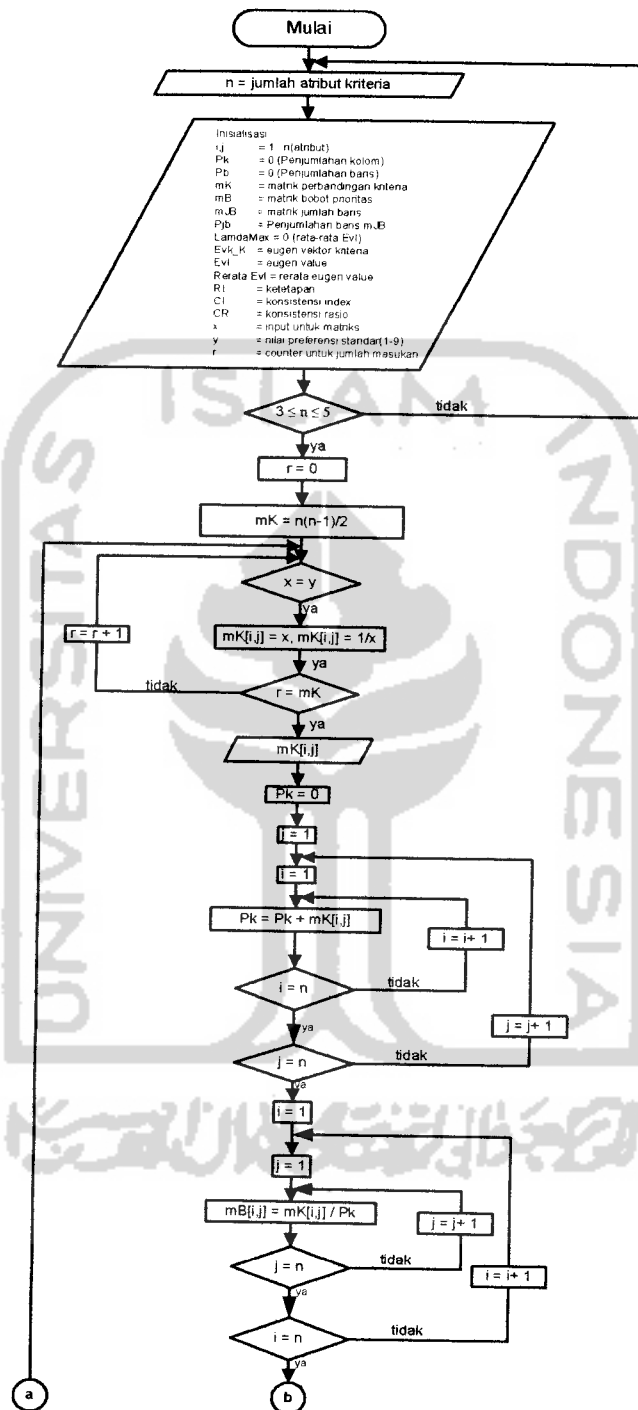 Mulai
n = jumlah atribut kriteria
Inisialisasi
i,j = 1 n(atribut)
Pk = 0 (Penjumlahan kolom)
Pb = 0 (Penjumlahan baris)
mK = matrik perbandingan kriteria
mB = matrik bobot prioritas
mJB = matrik jumlah baris
Pjb = Penjumlahan baris mJB
LamdaMax = 0 (rata-rata Evl)
Evk_K = eugen vektor kriteria
Evl = eugen value
Rerata Evl = rerata eugen value
RI = ketetapan
CI = konsistensi index
CR = konsistensi rasio
x = input untuk matriks
y = nilai preferensi standar(1-9)
r = counter untuk jumlah masukan
3 ≤ n ≤ 5
tidak
ya
r = 0
mK = n(n-1)/2
x = y
ya
r = r + 1
mK[i,j] = x, mK[i,j] = 1/x
ya
r = mK
tidak
ya
mK[i,j]
Pk = 0
j = 1
i = 1
Pk = Pk + mK[i,j]
i = i+ 1
i = n
tidak
ya
j = j+ 1
j = n
tidak
ya
i = 1
j = 1
mB[i,j] = mK[i,j] / Pk
j = j+ 1
j = n
tidak
ya
i = i+ 1
i = n
tidak
ya
a
b
UNIVERSITAS
ISLAM
INDONESIA